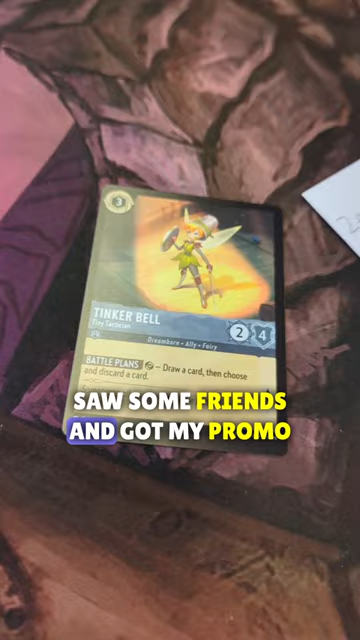 3
TINKER BELL
Tiny Tactician
2 4
Dreamborn • Ally • Fairy
BATTLE PLANS — Draw a card, then choose
and discard a card.
SAW SOME FRIENDS
AND GOT MY PROMO